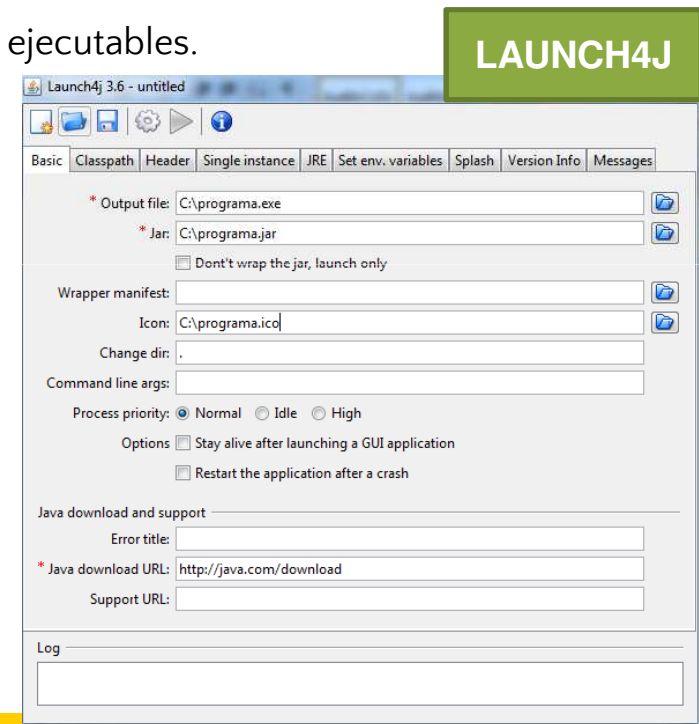 ejecutables.
LAUNCH4J
Launch4j 3.6 - untitled
Basic Classpath Header Single instance JRE Set env. variables Splash Version Info Messages
* Output file: C:\programa.exe
* Jar: C:\programa.jar
Dont't wrap the jar, launch only
Wrapper manifest:
Icon: C:\programa.ico
Change dir: .
Command line args:
Process priority: Normal Idle High
Options Stay alive after launching a GUI application
Restart the application after a crash
Java download and support
Error title:
* Java download URL: http://java.com/download
Support URL:
Log